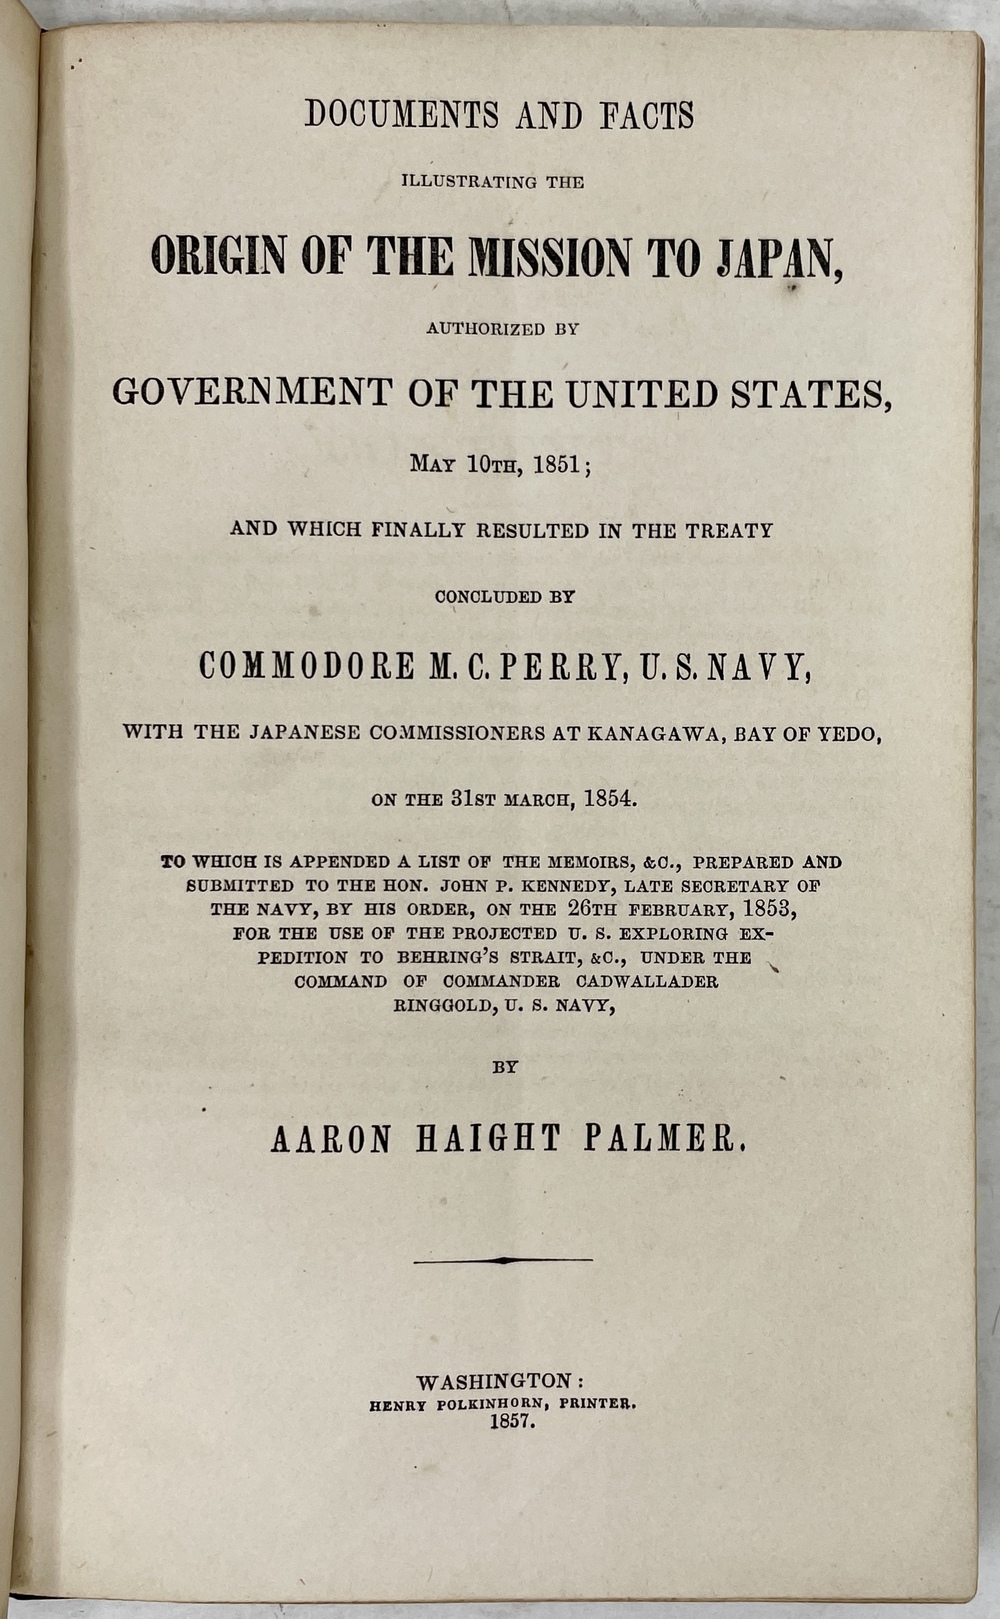 DOCUMENTS AND FACTS
ILLUSTRATING THE
ORIGIN OF THE MISSION TO JAPAN,
AUTHORIZED BY
GOVERNMENT OF THE UNITED STATES,
MAY 10TH, 1851;
AND WHICH FINALLY RESULTED IN THE TREATY
CONCLUDED BY
COMMODORE M. C. PERRY, U. S. NAVY,
WITH THE JAPANESE COMMISSIONERS AT KANAGAWA, BAY OF YEDO,
ON THE 31ST MARCH, 1854.
TO WHICH IS APPENDED A LIST OF THE MEMOIRS, &C., PREPARED AND
SUBMITTED TO THE HON. JOHN P. KENNEDY, LATE SECRETARY OF
THE NAVY, BY HIS ORDER, ON THE 26TH FEBRUARY, 1853,
FOR THE USE OF THE PROJECTED U. S. EXPLORING EX-
PEDITION TO BEHRING'S STRAIT, &C., UNDER THE
COMMAND OF COMMANDER CADWALLADER
RINGGOLD, U. S. NAVY,
BY
AARON HAIGHT PALMER.
WASHINGTON:
HENRY POLKINHORN, PRINTER.
1857.